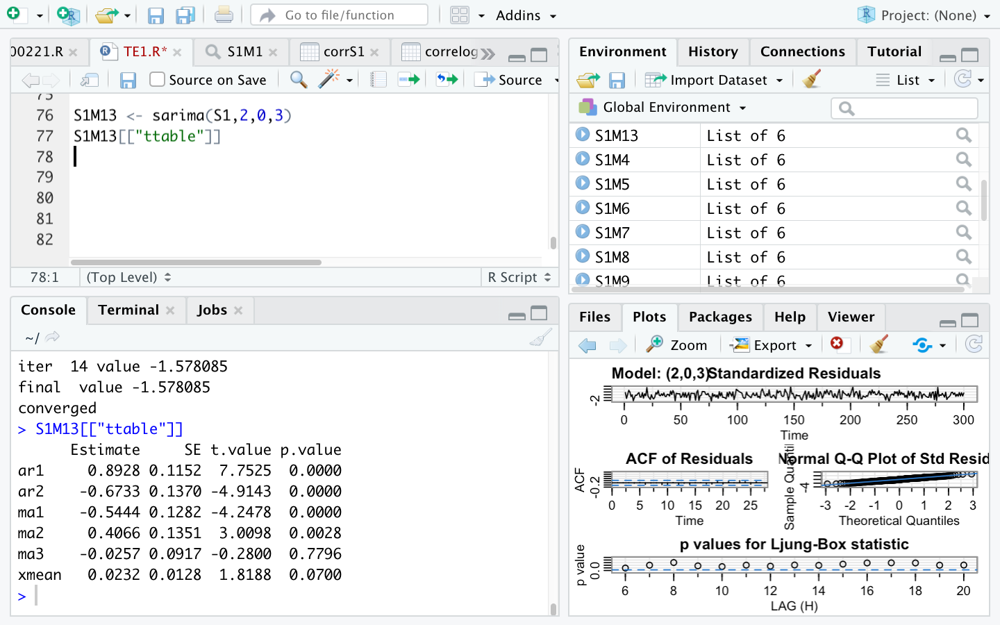 Go to file/function
Addins
Project: (None)
00221.R
TE1.R*
S1M1
corrS1
correlog
Source on Save
Source
75
76 S1M13 <- sarima(S1,2,0,3)
77 S1M13[["ttable"]]
78
79
80
81
82
78:1 (Top Level) R Script
Console Terminal Jobs
~/
iter  14 value -1.578085
final  value -1.578085
converged
> S1M13[["ttable"]]
Estimate SE t.value p.value
ar1 0.8928 0.1152 7.7525 0.0000
ar2 -0.6733 0.1370 -4.9143 0.0000
ma1 -0.5444 0.1282 -4.2478 0.0000
ma2 0.4066 0.1351 3.0098 0.0028
ma3 -0.0257 0.0917 -0.2800 0.7796
xmean 0.0232 0.0128 1.8188 0.0700
>
Environment History Connections Tutorial
Import Dataset List
Global Environment
S1M13 List of 6
S1M4 List of 6
S1M5 List of 6
S1M6 List of 6
S1M7 List of 6
S1M8 List of 6
S1M9 List of 6
Files Plots Packages Help Viewer
Zoom Export
Model: (2,0,3) Standardized Residuals
-2
0 50 100 150 200 250 300
Time
ACF of Residuals
ACF
-0.2
0 5 10 15 20 25
Time
Normal Q-Q Plot of Std Resid
Sample Quantil
-4
-3 -2 -1 0 1 2 3
Theoretical Quantiles
p values for Ljung-Box statistic
p value
0.0
6 8 10 12 14 16 18 20
LAG (H)